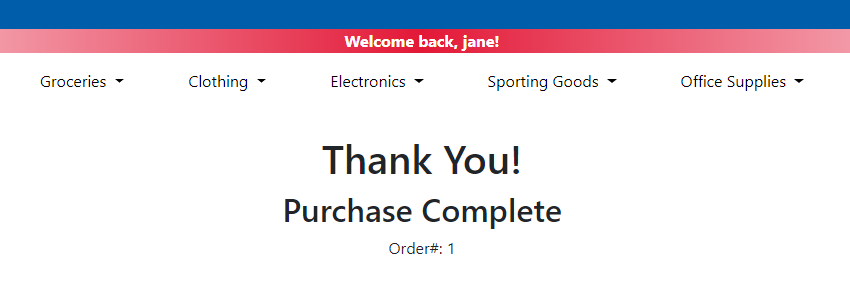 Welcome back, jane!
Groceries Clothing Electronics Sporting Goods Office Supplies
Thank You!
Purchase Complete
Order#: 1